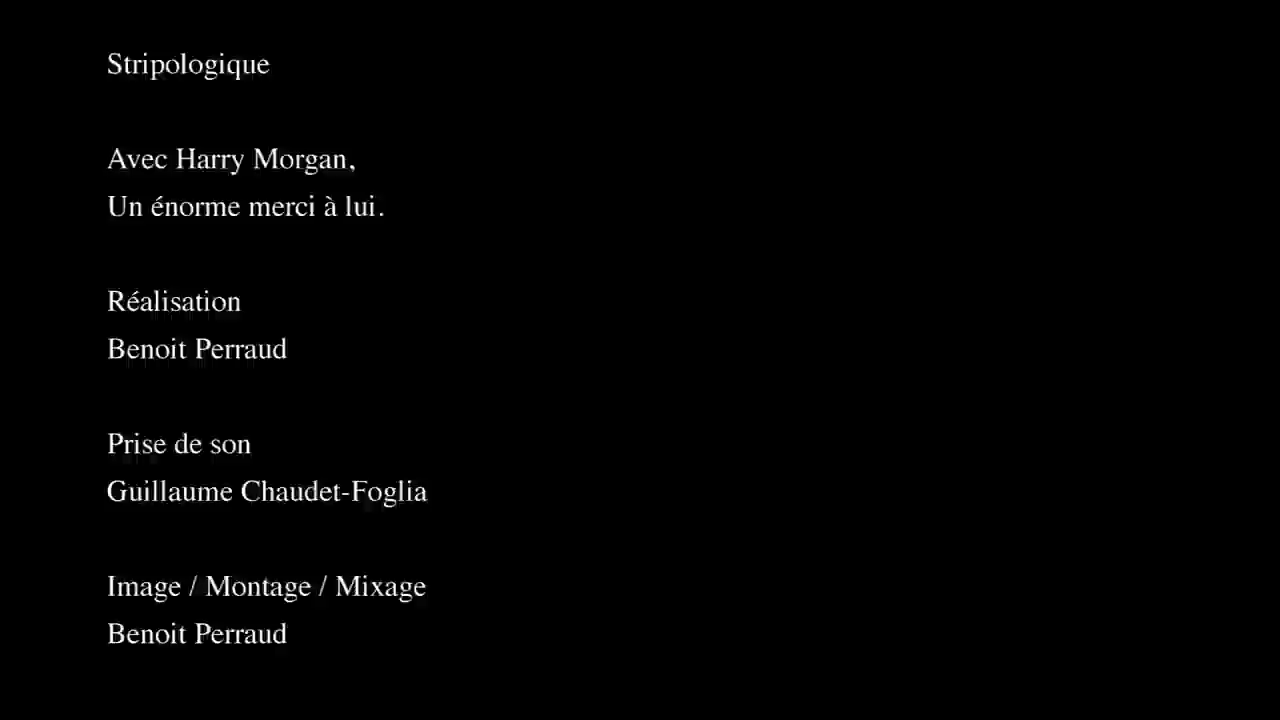 Stripologique
Avec Harry Morgan,
Un énorme merci à lui.
Réalisation
Benoit Perraud
Prise de son
Guillaume Chaudet-Foglia
Image / Montage / Mixage
Benoit Perraud